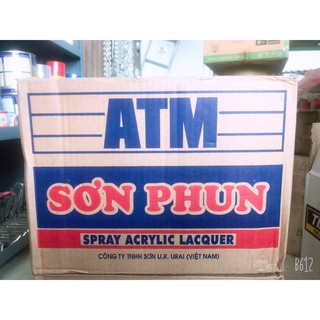 ATM
SƠN PHUN
SPRAY ACRYLIC LACQUER
CÔNG TY TNHH SƠN U.R. URAI (VIỆT NAM)
B612